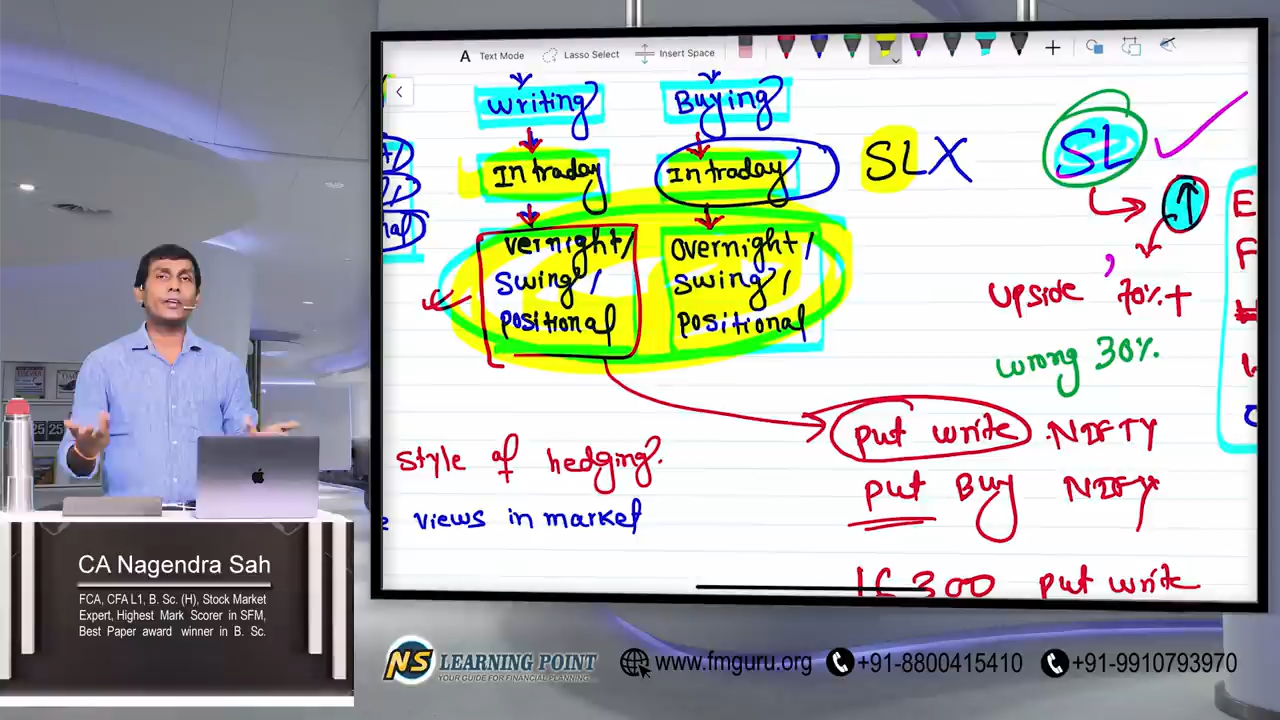 Text Mode
Lasso Select
Insert Space
Writing
Buying
Intraday
Intraday
SLX
SL
vernight/
swing/
positional
overnight/
swing/
positional
upside 70%+
wrong 30%
put write NIFTY
put Buy NIFTY
300 put write
style of hedging?
views in market
E
F
CA Nagendra Sah
FCA, CFA L1, B. Sc. (H), Stock Market
Expert, Highest Mark Scorer in SFM,
Best Paper award winner in B. Sc.
NS LEARNING POINT
YOUR GUIDE FOR FINANCIAL PLANNING
www.fmguru.org
+91-8800415410
+91-9910793970